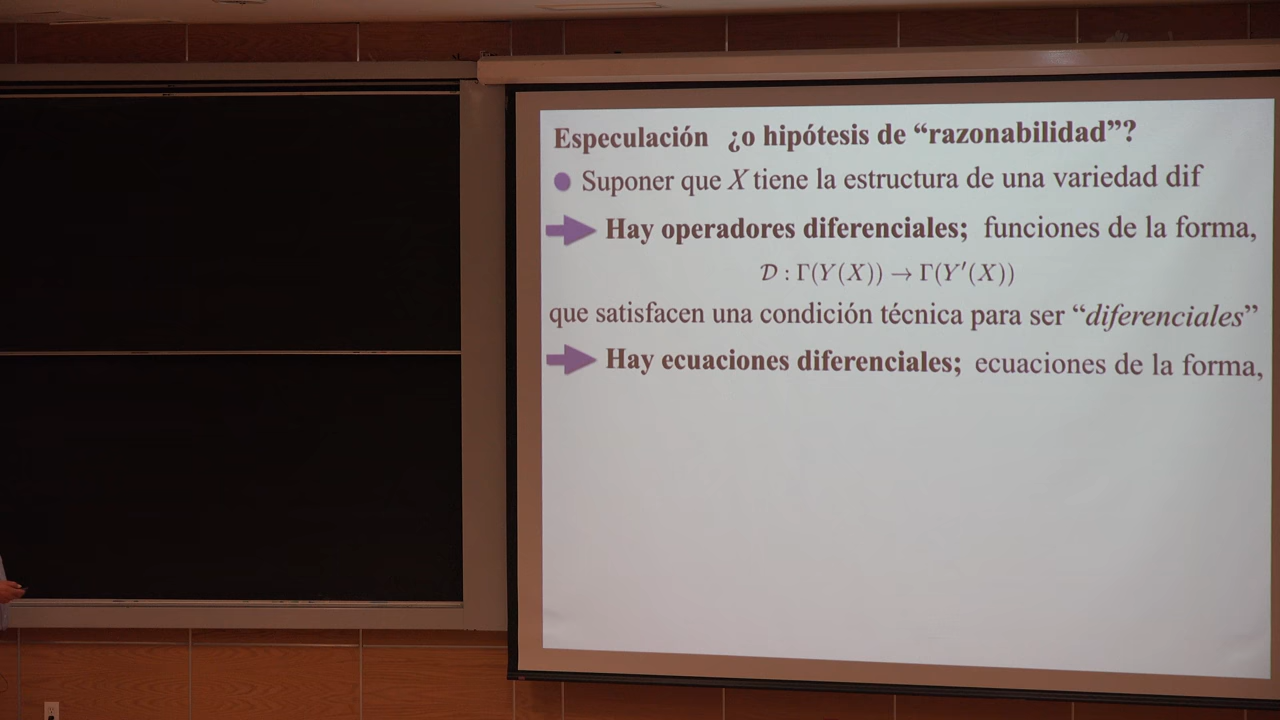 Especulación ¿o hipótesis de “razonabilidad”?
● Suponer que X tiene la estructura de una variedad dif
Hay operadores diferenciales; funciones de la forma,
𝒟 : Γ(Y(X)) → Γ(Y′(X))
que satisfacen una condición técnica para ser “diferenciales”
Hay ecuaciones diferenciales; ecuaciones de la forma,